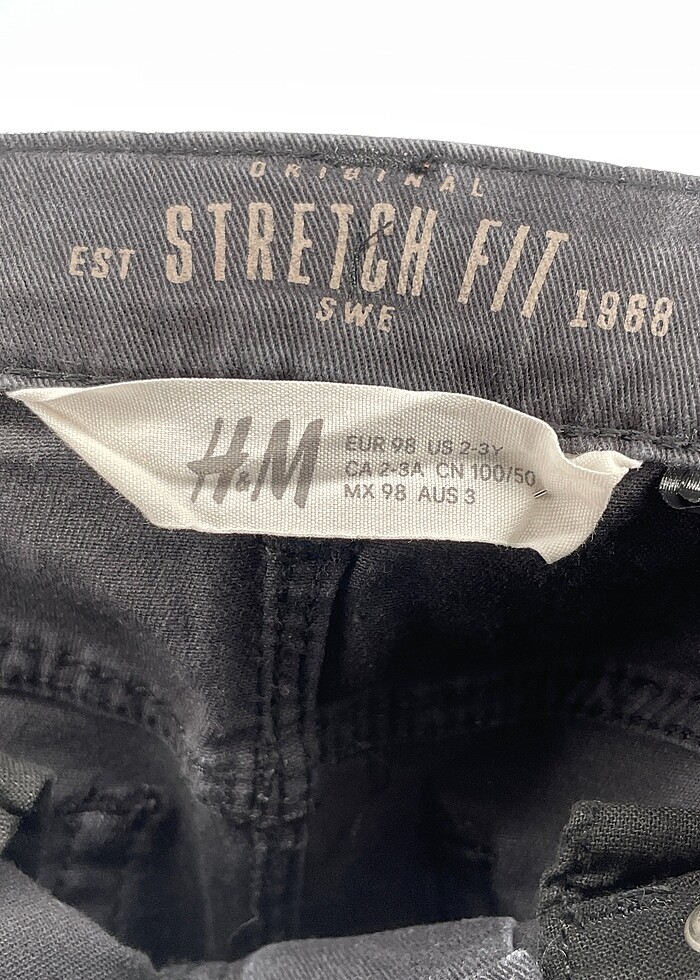 ORIGINAL
EST STRETCH FIT 1968
SWE
H&M
EUR 98 US 2-3Y
CA 2-3A CN 100/50
MX 98 AUS 3